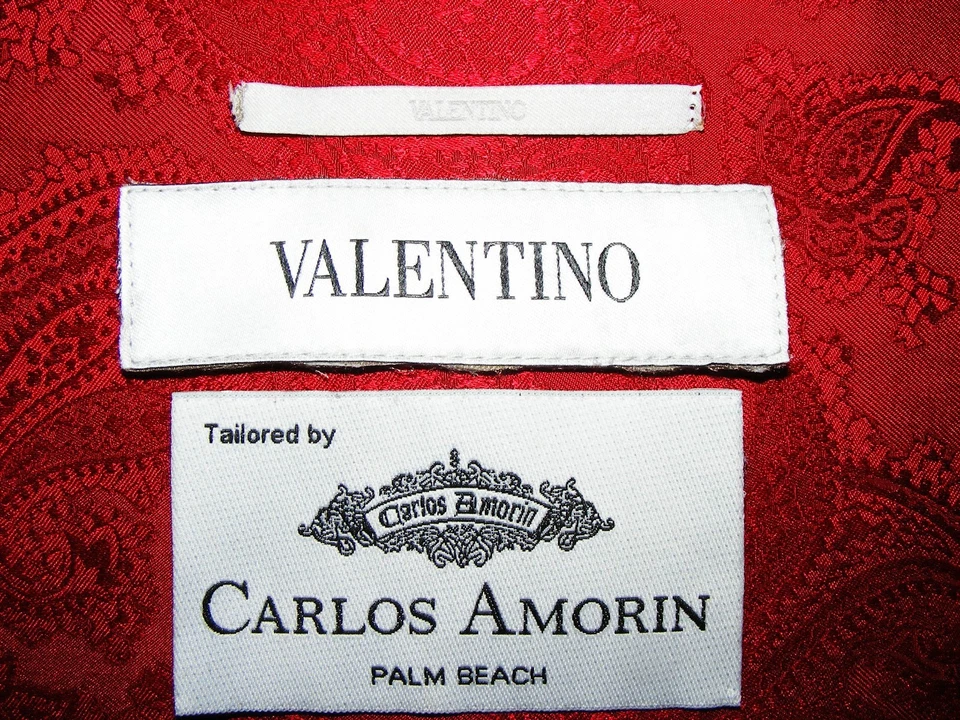 VALENTINO
VALENTINO
Tailored by
Carlos Amorin
CARLOS AMORIN
PALM BEACH